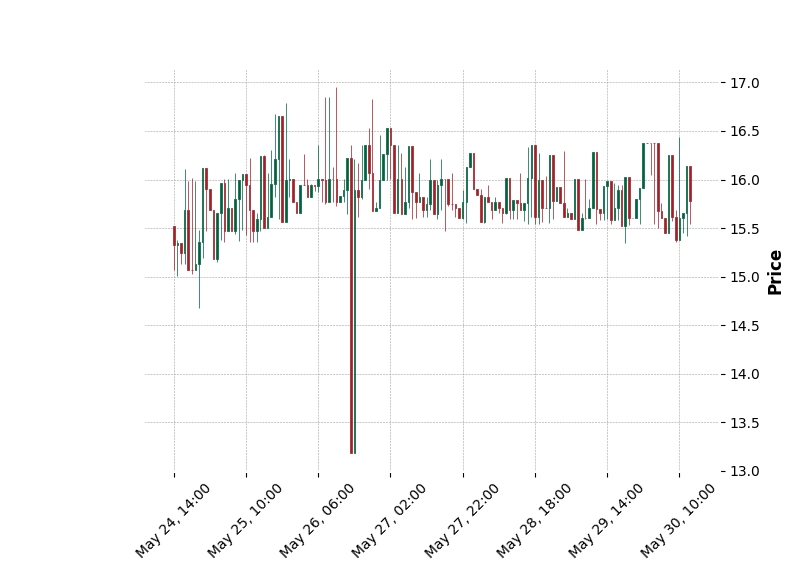 17.0
16.5
16.0
15.5
15.0
14.5
14.0
13.5
13.0
Price
May 24, 14:00
May 25, 10:00
May 26, 06:00
May 27, 02:00
May 27, 22:00
May 28, 18:00
May 29, 14:00
May 30, 10:00